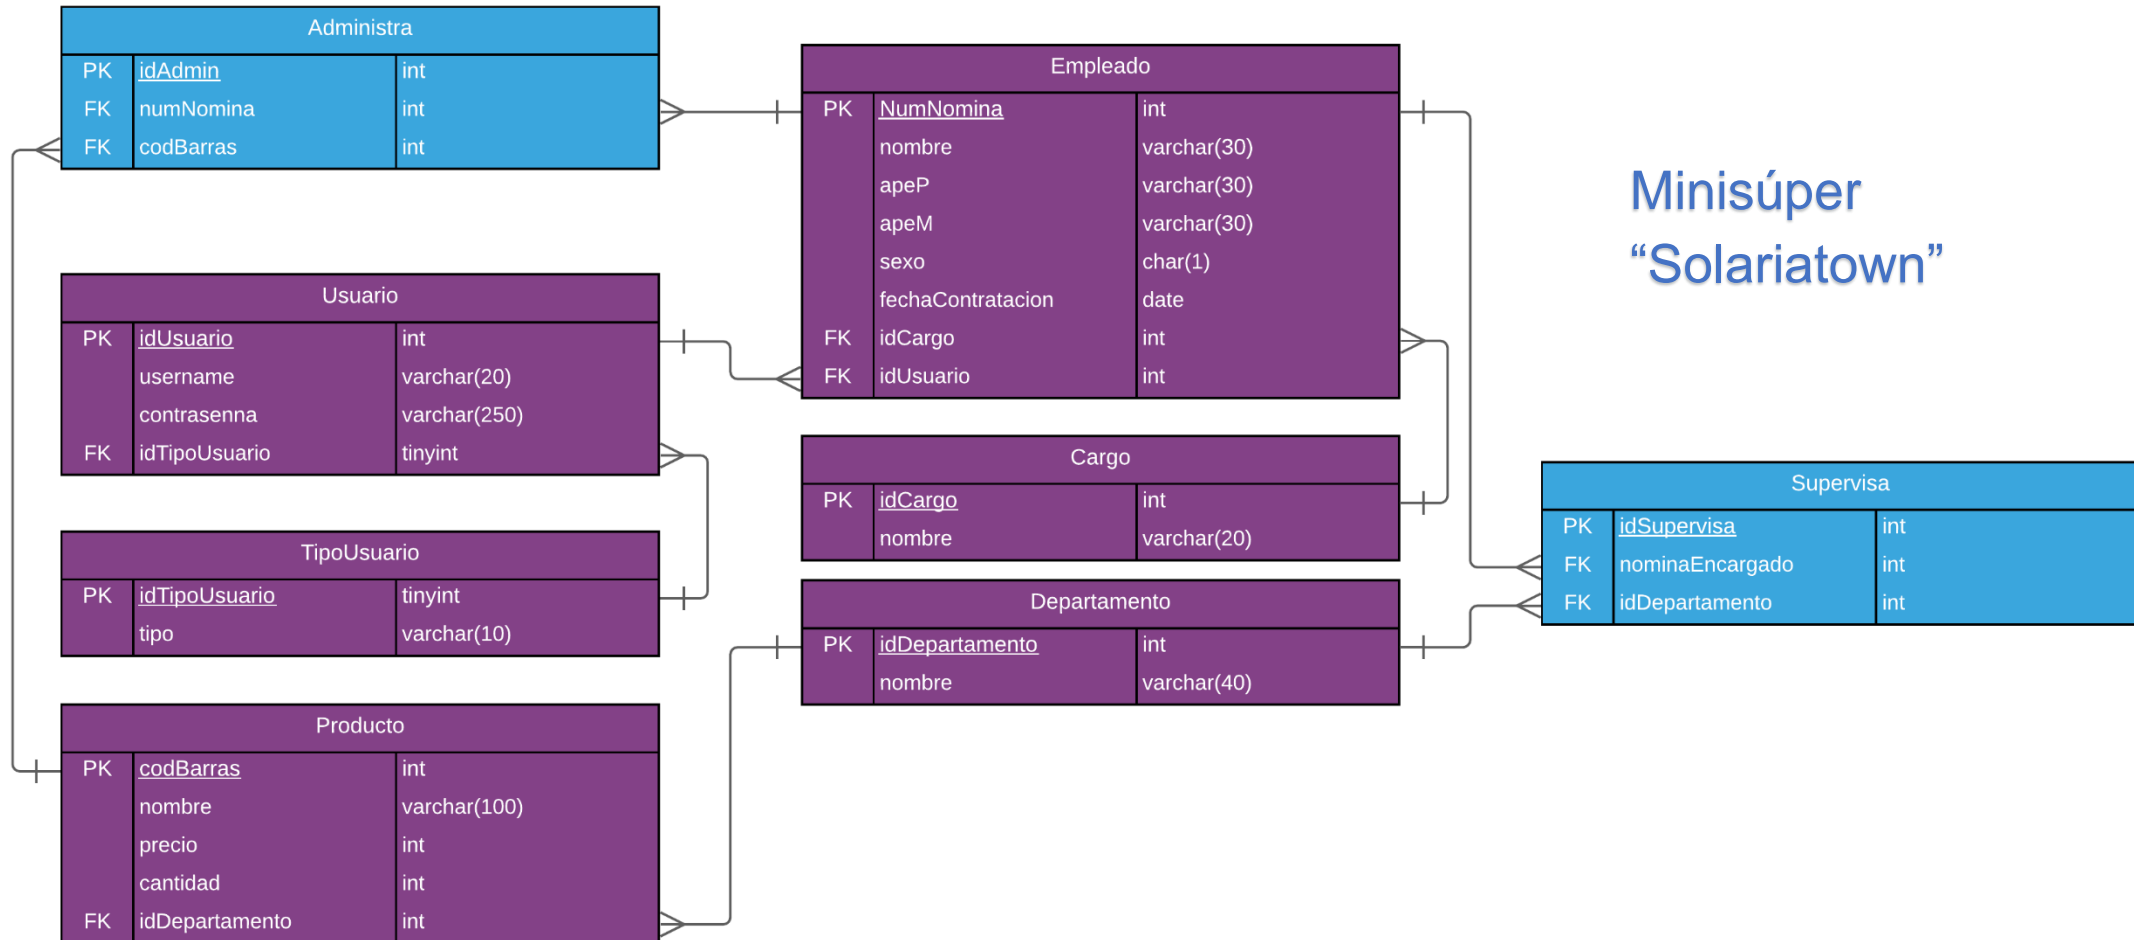 Administra
PK idAdmin int
FK numNomina int
FK codBarras int
Empleado
PK NumNomina int
nombre varchar(30)
apeP varchar(30)
apeM varchar(30)
sexo char(1)
fechaContratacion date
FK idCargo int
FK idUsuario int
Minisúper
“Solariatown”
Usuario
PK idUsuario int
username varchar(20)
contrasenna varchar(250)
FK idTipoUsuario tinyint
Cargo
PK idCargo int
nombre varchar(20)
Supervisa
PK idSupervisa int
FK nominaEncargado int
FK idDepartamento int
TipoUsuario
PK idTipoUsuario tinyint
tipo varchar(10)
Departamento
PK idDepartamento int
nombre varchar(40)
Producto
PK codBarras int
nombre varchar(100)
precio int
cantidad int
FK idDepartamento int